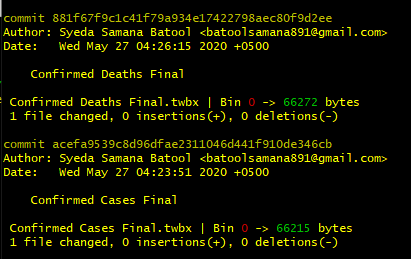 commit 881f67f9c1c41f79a934e17422798aec80f9d2ee
Author: Syeda Samana Batool <batoolsamana891@gmail.com>
Date: Wed May 27 04:26:15 2020 +0500
Confirmed Deaths Final
Confirmed Deaths Final.twbx | Bin 0 -> 66272 bytes
1 file changed, 0 insertions(+), 0 deletions(-)
commit acefa9539c8d96dfae2311046d441f910de346cb
Author: Syeda Samana Batool <batoolsamana891@gmail.com>
Date: Wed May 27 04:23:51 2020 +0500
Confirmed Cases Final
Confirmed Cases Final.twbx | Bin 0 -> 66215 bytes
1 file changed, 0 insertions(+), 0 deletions(-)